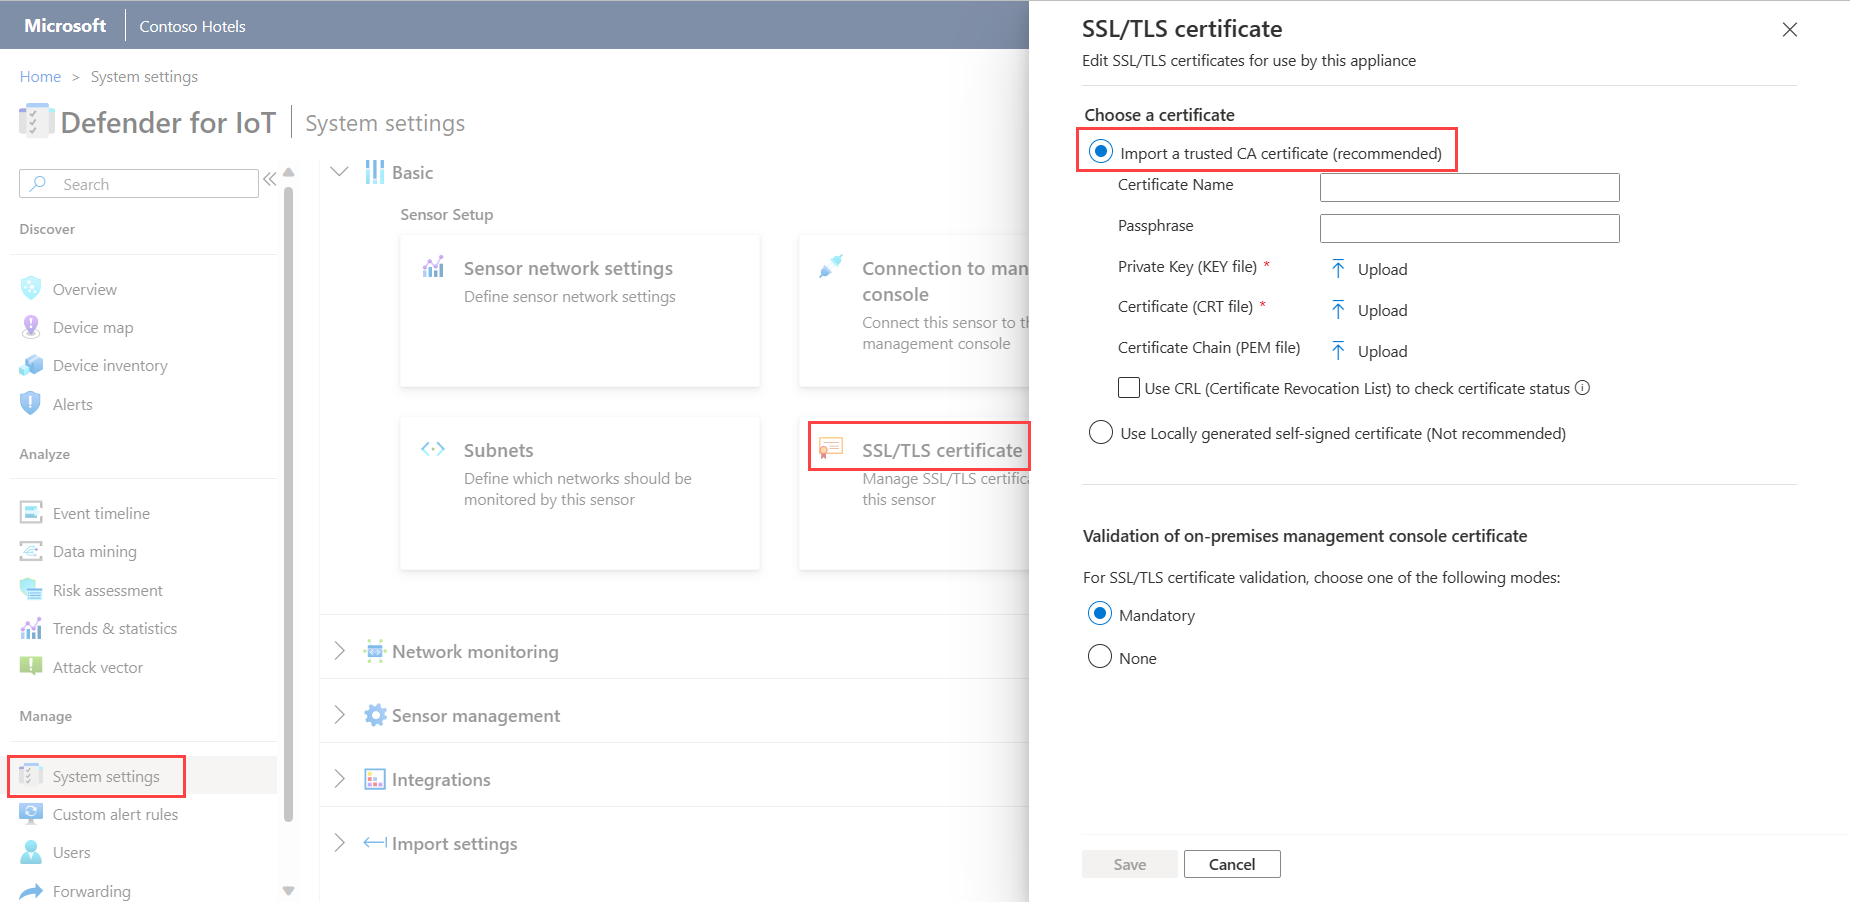 Microsoft
Contoso Hotels
Home > System settings
Defender for IoT
System settings
Search
Discover
Overview
Device map
Device inventory
Alerts
Analyze
Event timeline
Data mining
Risk assessment
Trends & statistics
Attack vector
Manage
System settings
Custom alert rules
Users
Forwarding
Basic
Sensor Setup
Sensor network settings
Define sensor network settings
Connection to man
console
Connect this sensor to th
management console
Subnets
Define which networks should be
monitored by this sensor
SSL/TLS certificate
Manage SSL/TLS certifica
this sensor
Network monitoring
Sensor management
Integrations
Import settings
SSL/TLS certificate
Edit SSL/TLS certificates for use by this appliance
Choose a certificate
Import a trusted CA certificate (recommended)
Certificate Name
Passphrase
Private Key (KEY file) * Upload
Certificate (CRT file) * Upload
Certificate Chain (PEM file) Upload
Use CRL (Certificate Revocation List) to check certificate status
Use Locally generated self-signed certificate (Not recommended)
Validation of on-premises management console certificate
For SSL/TLS certificate validation, choose one of the following modes:
Mandatory
None
Save
Cancel